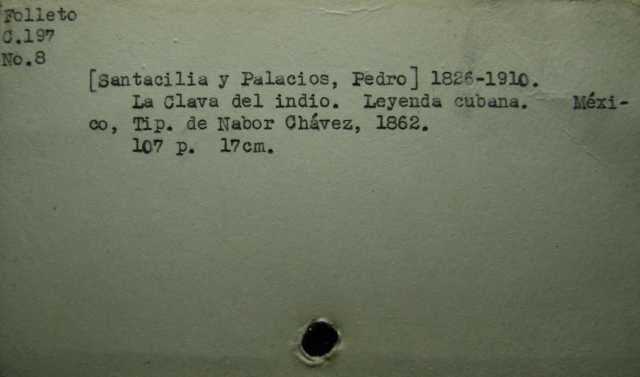 Folleto
C.197
No.8
[Santacilia y Palacios, Pedro] 1826-1910.
La Clava del indio. Leyenda cubana. Méxi-
co, Tip. de Nabor Chávez, 1862.
107 p. 17cm.